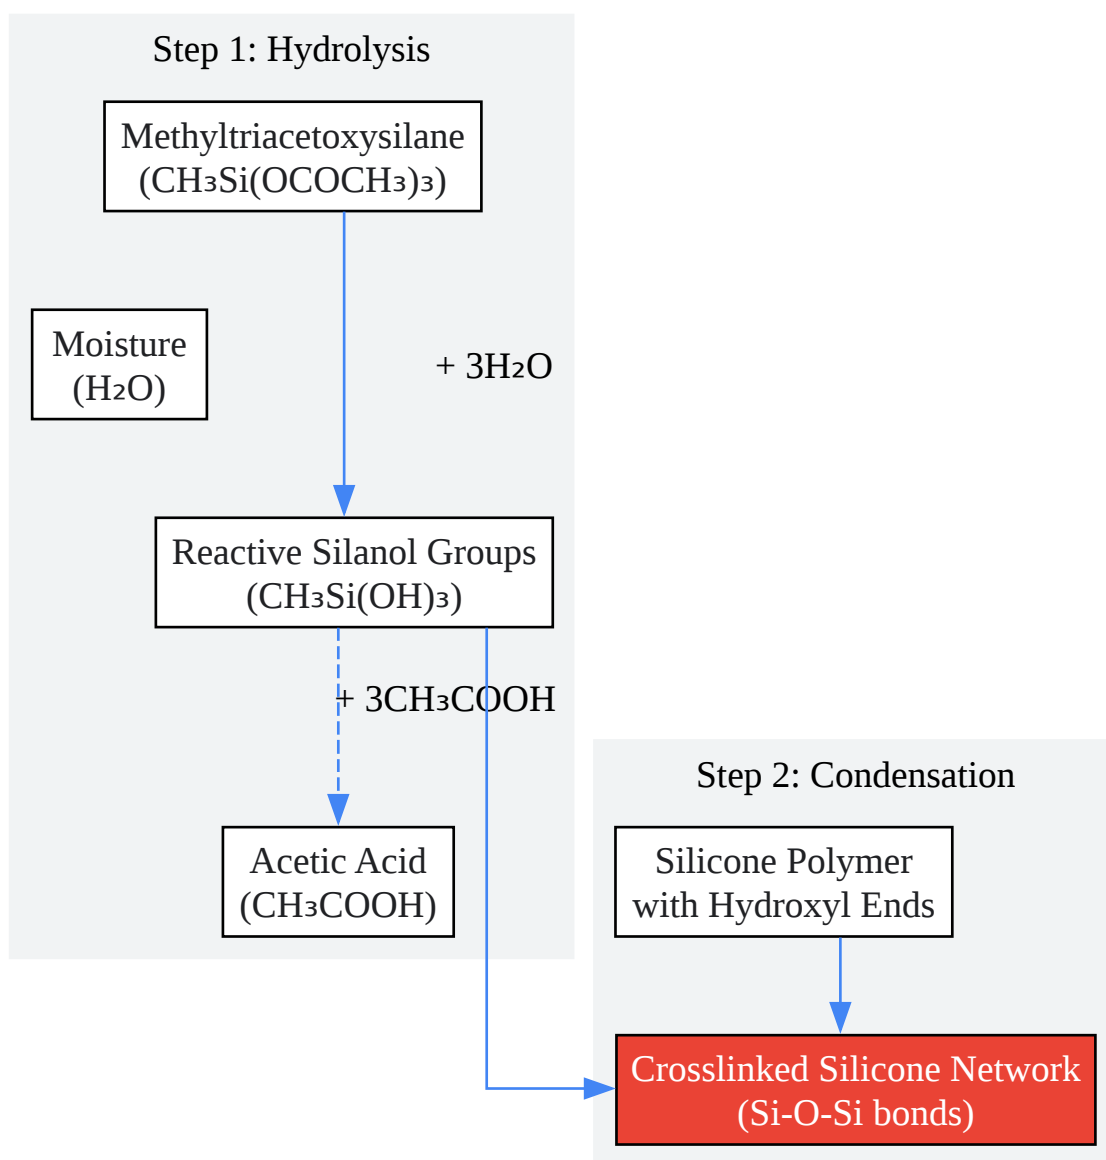 Step 1: Hydrolysis
Methyltriacetoxysilane
(CH₃Si(OCOCH₃)₃)
Moisture
(H₂O)
+ 3H₂O
Reactive Silanol Groups
(CH₃Si(OH)₃)
+ 3CH₃COOH
Acetic Acid
(CH₃COOH)
Step 2: Condensation
Silicone Polymer
with Hydroxyl Ends
Crosslinked Silicone Network
(Si-O-Si bonds)